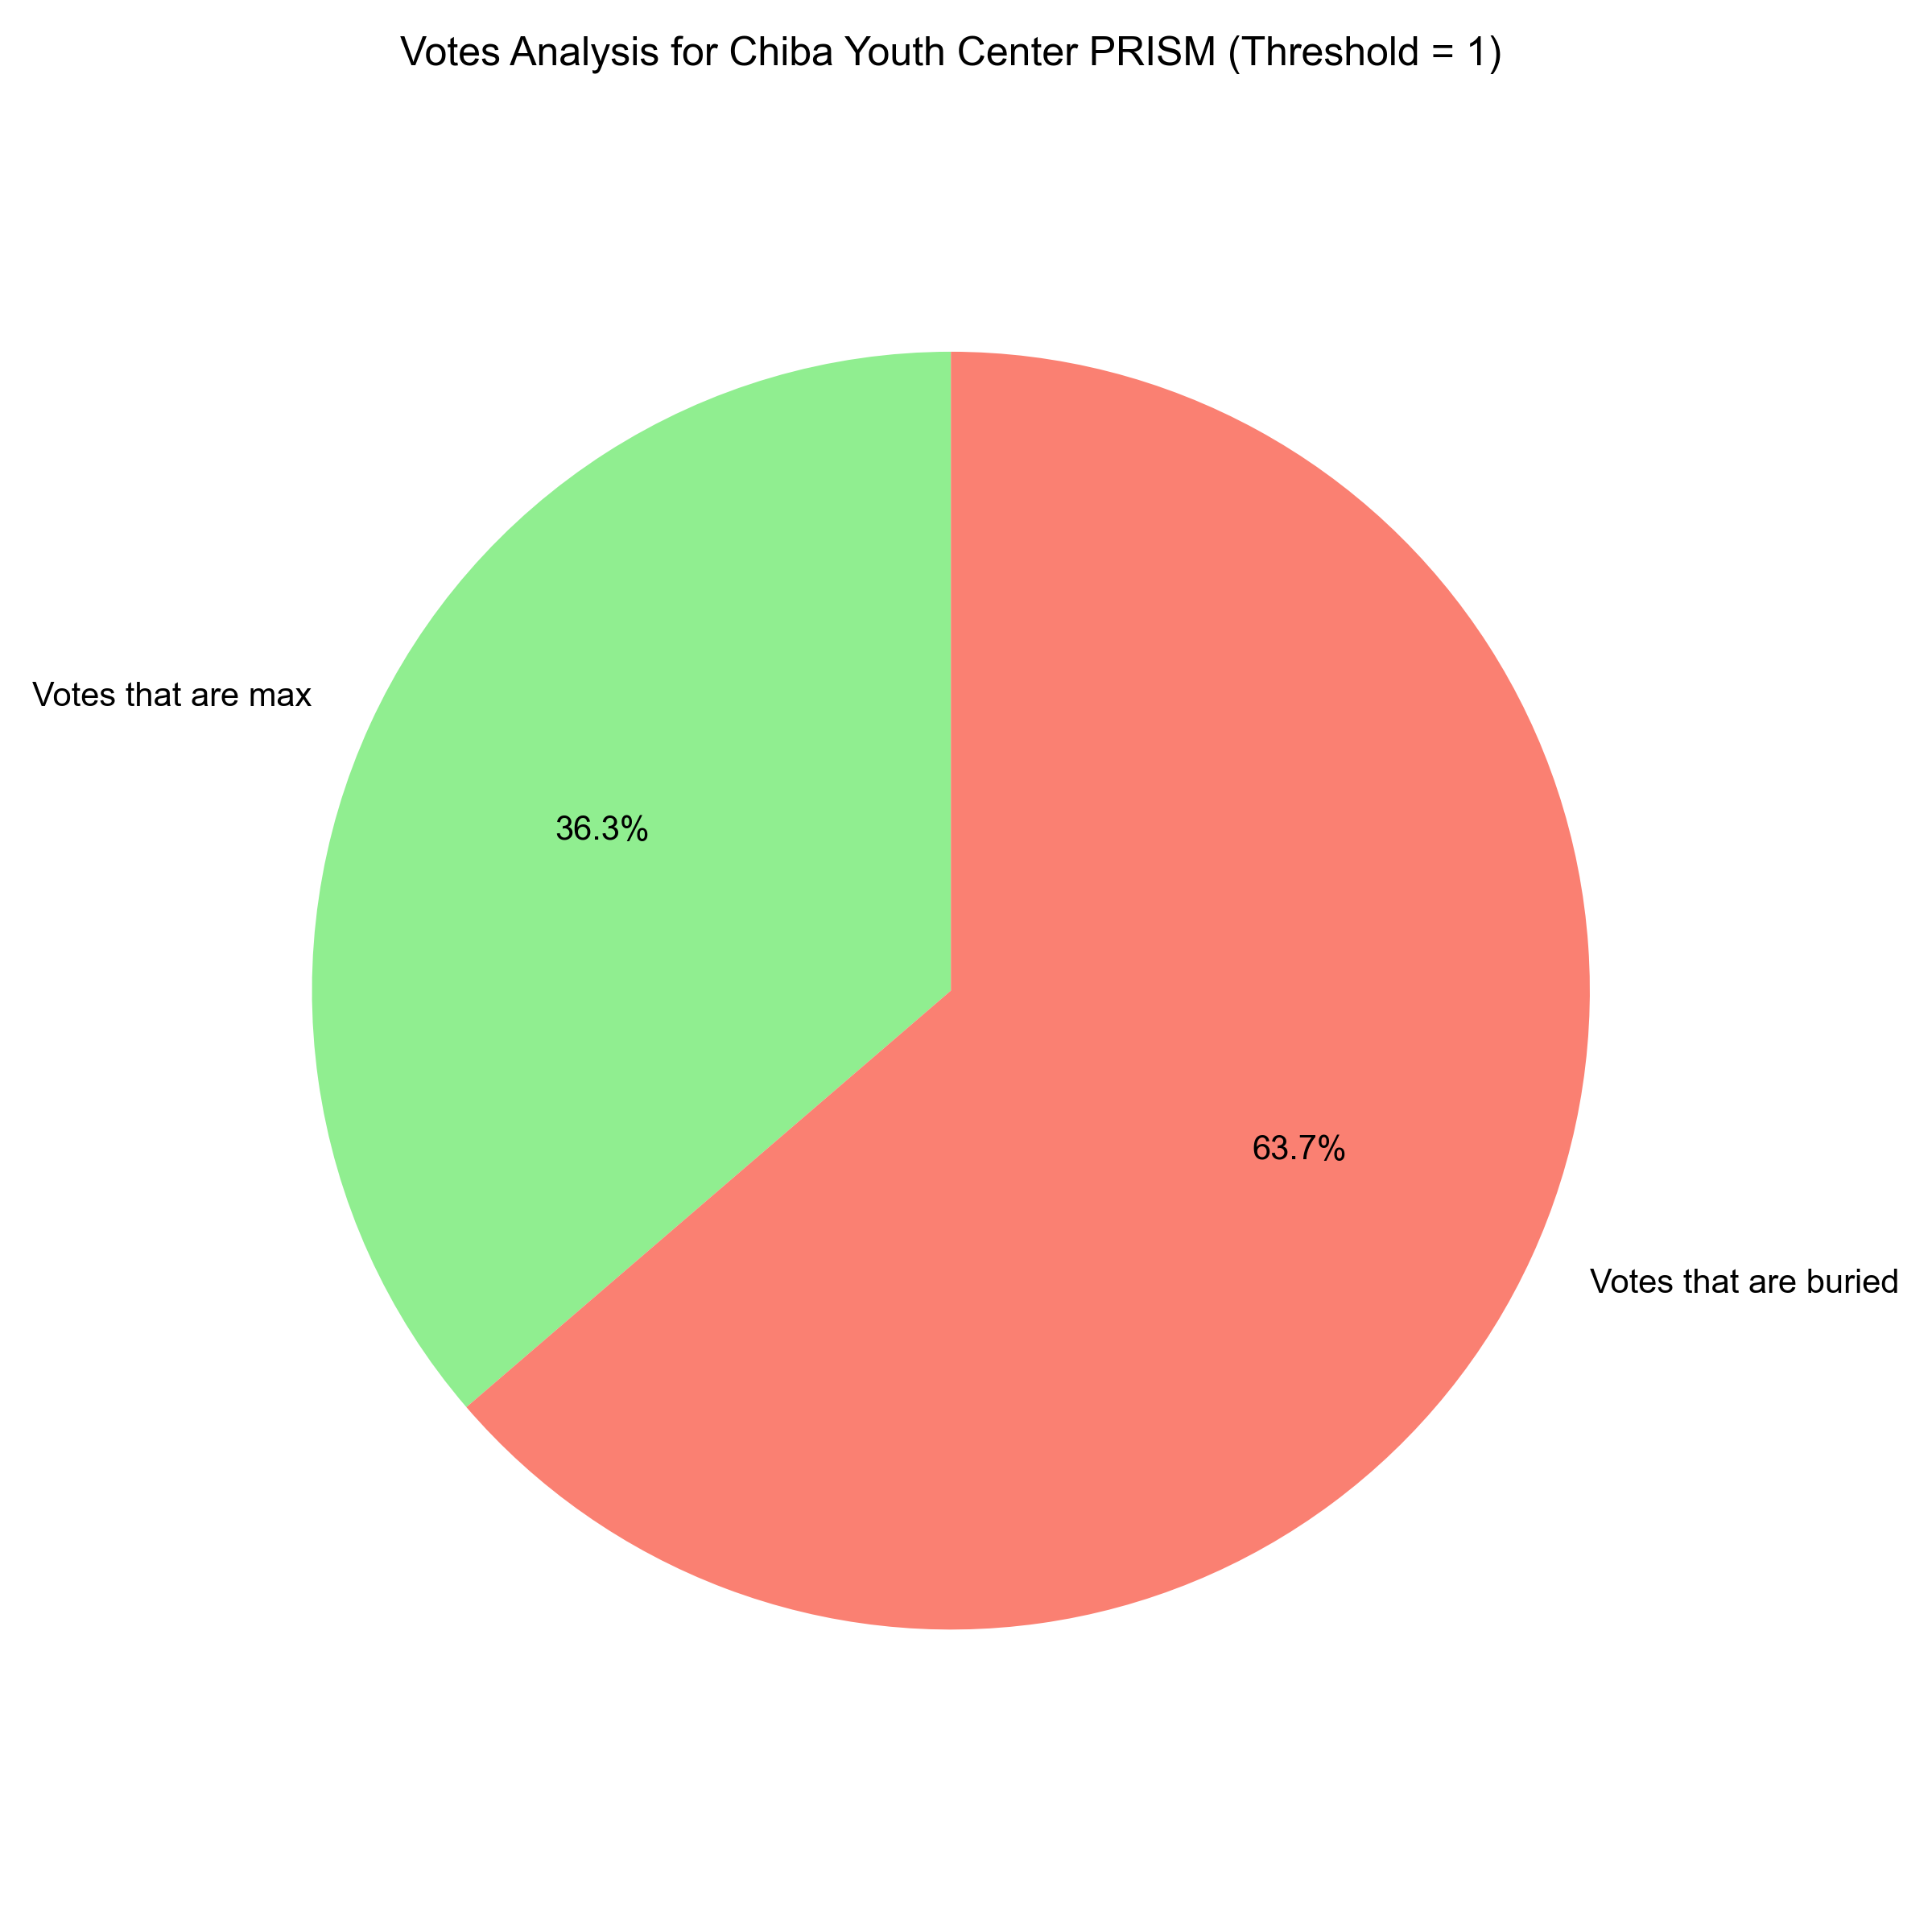 Votes Analysis for Chiba Youth Center PRISM (Threshold = 1)
Votes that are max
36.3%
63.7%
Votes that are buried